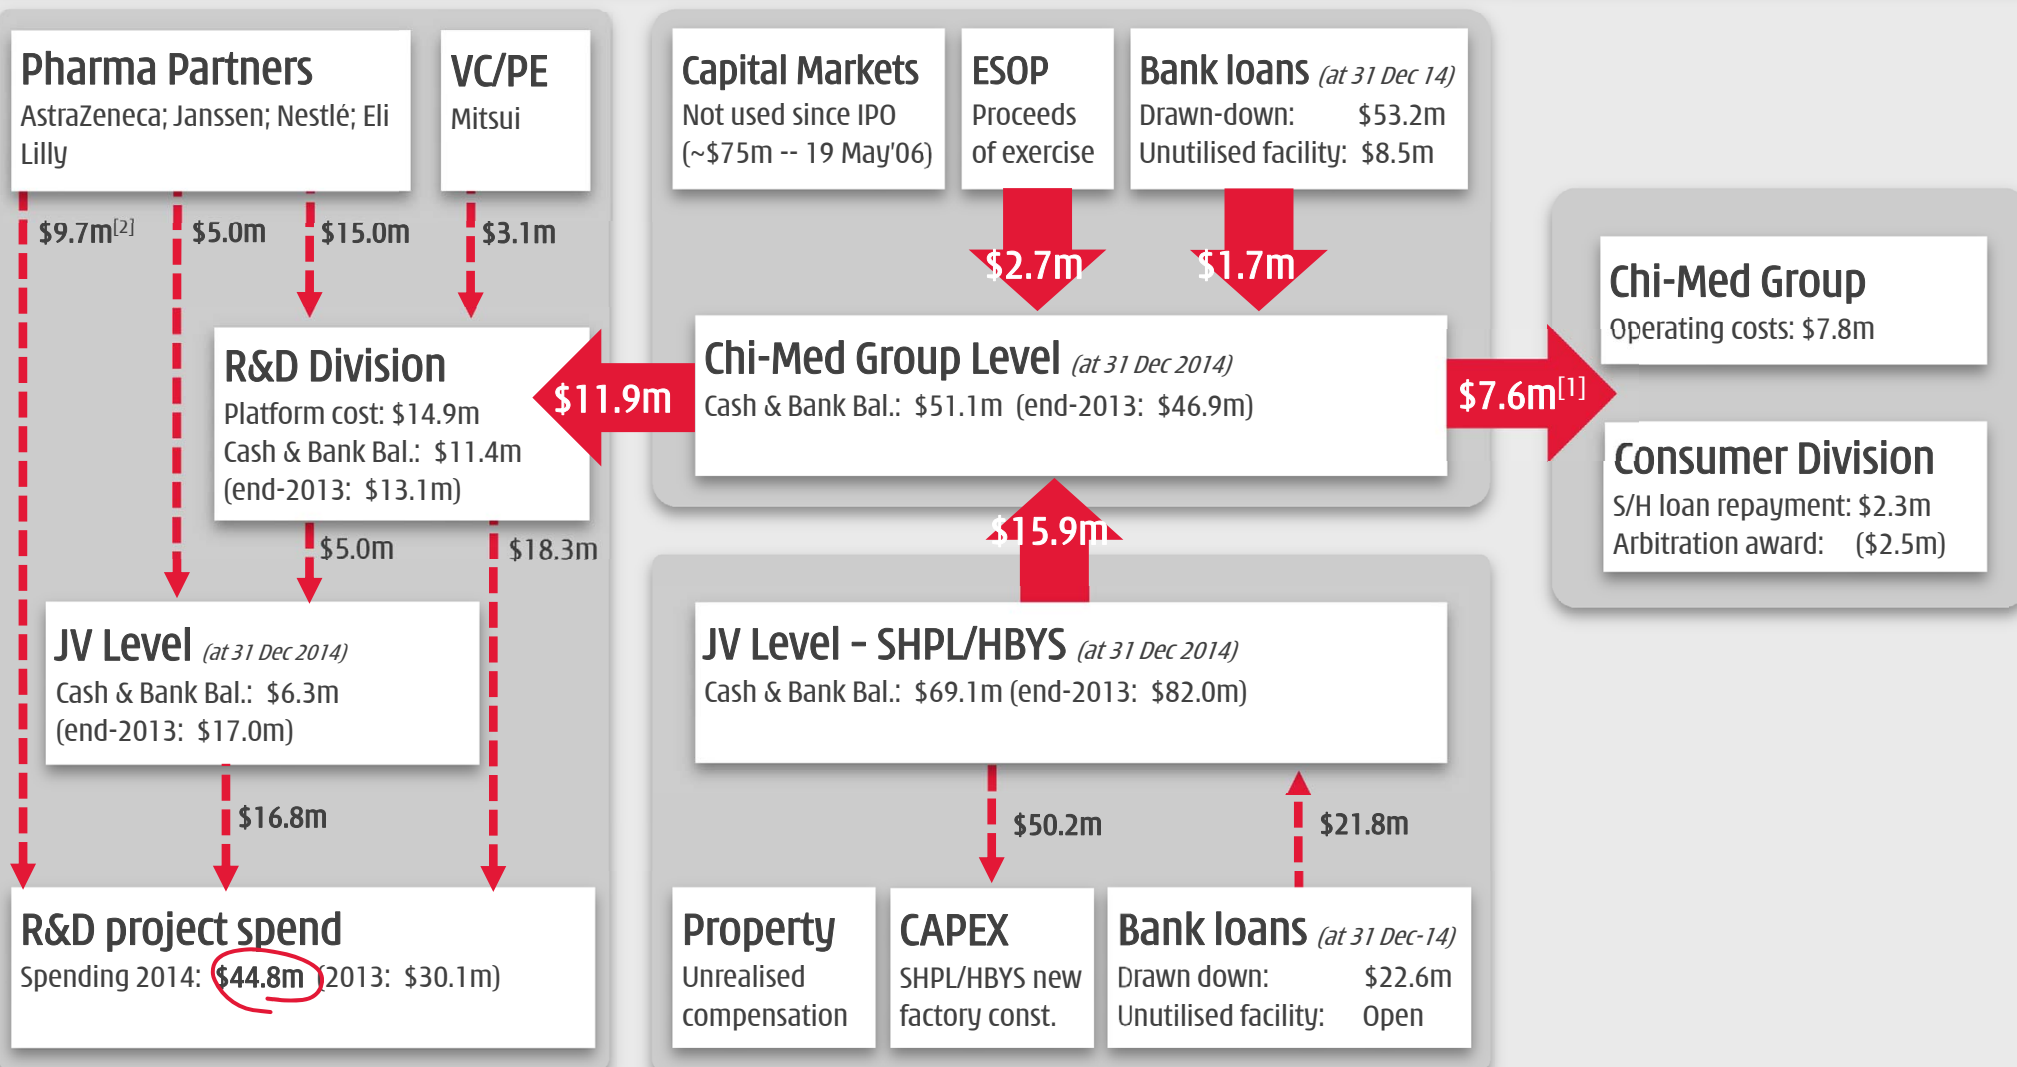 Pharma Partners
AstraZeneca; Janssen; Nestlé; Eli
Lilly
VC/PE
Mitsui
$9.7m[2]
$5.0m
$15.0m
$3.1m
R&D Division
Platform cost: $14.9m
Cash & Bank Bal.: $11.4m
(end-2013: $13.1m)
$5.0m
$18.3m
JV Level (at 31 Dec 2014)
Cash & Bank Bal.: $6.3m
(end-2013: $17.0m)
$16.8m
R&D project spend
Spending 2014: $44.8m (2013: $30.1m)
Capital Markets
Not used since IPO
(~$75m -- 19 May'06)
ESOP
Proceeds
of exercise
Bank loans (at 31 Dec 14)
Drawn-down: $53.2m
Unutilised facility: $8.5m
$2.7m
$1.7m
$11.9m
Chi-Med Group Level (at 31 Dec 2014)
Cash & Bank Bal.: $51.1m (end-2013: $46.9m)
$7.6m[1]
$15.9m
JV Level – SHPL/HBYS (at 31 Dec 2014)
Cash & Bank Bal.: $69.1m (end-2013: $82.0m)
$50.2m
$21.8m
Property
Unrealised
compensation
CAPEX
SHPL/HBYS new
factory const.
Bank loans (at 31 Dec-14)
Drawn down: $22.6m
Unutilised facility: Open
Chi-Med Group
Operating costs: $7.8m
Consumer Division
S/H loan repayment: $2.3m
Arbitration award: ($2.5m)